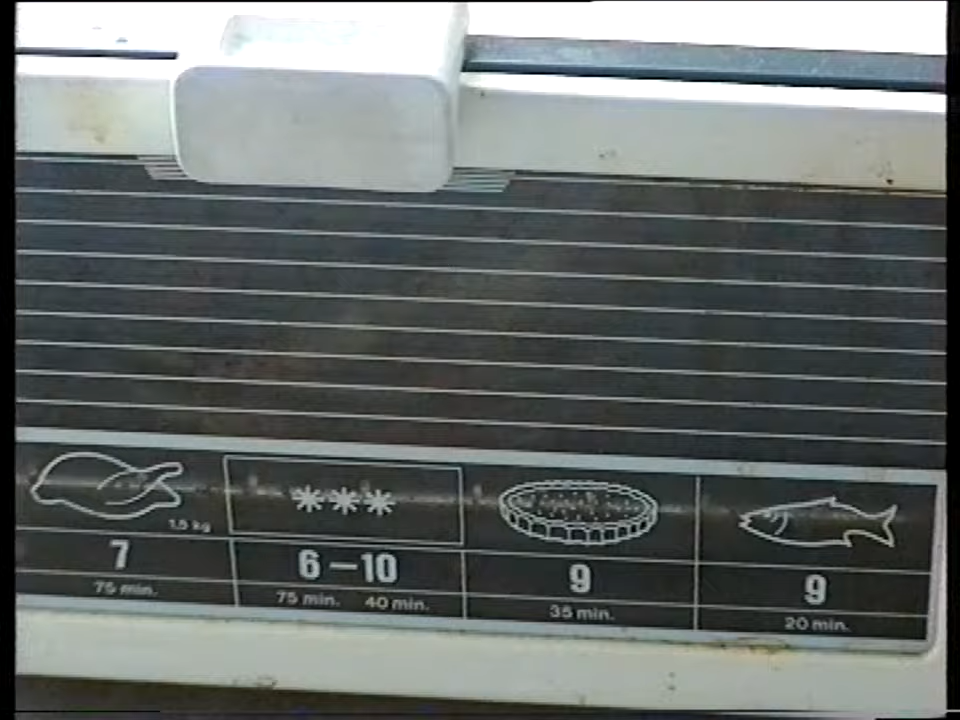 1,5 kg
7 6 – 10 9 9
75 min. 75 min. 40 min. 35 min. 20 min.